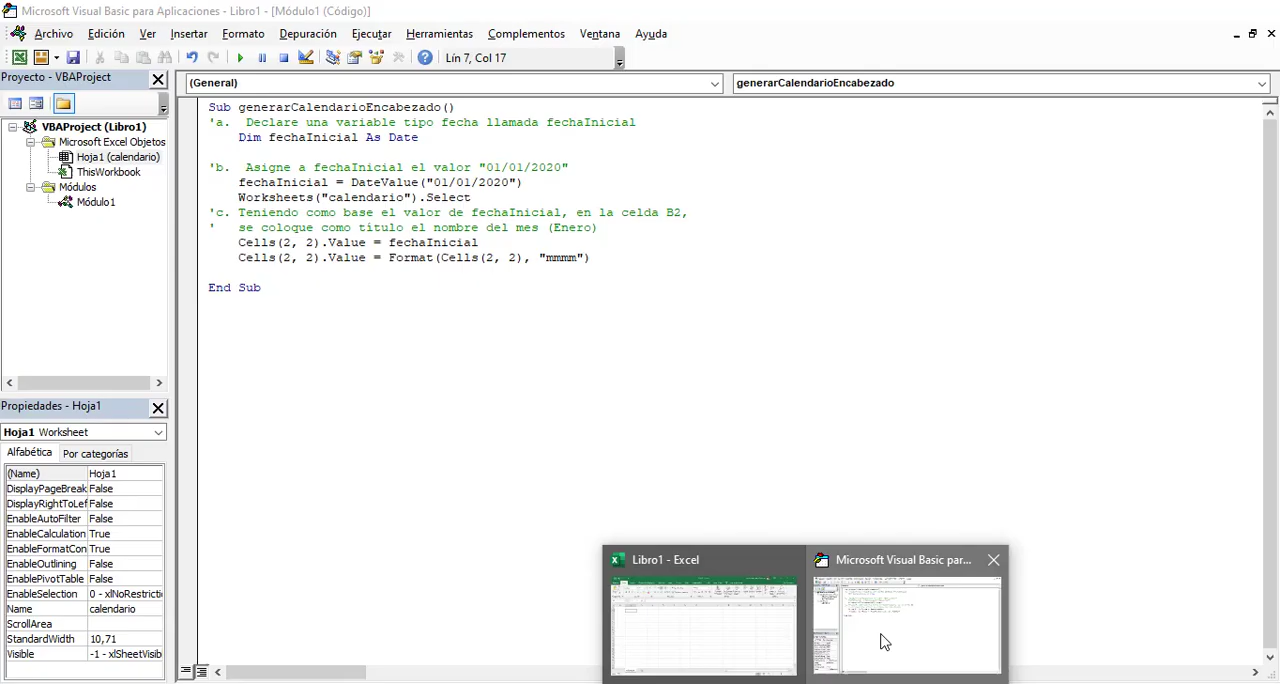 Microsoft Visual Basic para Aplicaciones - Libro1 - [Módulo1 (Código)]
Archivo Edición Ver Insertar Formato Depuración Ejecutar Herramientas Complementos Ventana Ayuda
Lín 7, Col 17
Proyecto - VBAProject
(General)
generarCalendarioEncabezado
VBAProject (Libro1)
Microsoft Excel Objetos
Hoja1 (calendario)
ThisWorkbook
Módulos
Módulo1
Sub generarCalendarioEncabezado()
'a. Declare una variable tipo fecha llamada fechaInicial
Dim fechaInicial As Date
'b. Asigne a fechaInicial el valor "01/01/2020"
fechaInicial = DateValue("01/01/2020")
Worksheets("calendario").Select
'c. Teniendo como base el valor de fechaInicial, en la celda B2,
' se coloque como título el nombre del mes (Enero)
Cells(2, 2).Value = fechaInicial
Cells(2, 2).Value = Format(Cells(2, 2), "mmmm")
End Sub
Propiedades - Hoja1
Hoja1 Worksheet
Alfabética Por categorías
(Name) Hoja1
DisplayPageBreak False
DisplayRightToLef False
EnableAutoFilter False
EnableCalculation True
EnableFormatCon True
EnableOutlining False
EnablePivotTable False
EnableSelection 0 - xlNoRestrictio
Name calendario
ScrollArea
StandardWidth 10,71
Visible -1 - xlSheetVisib
Libro1 - Excel
Microsoft Visual Basic par...